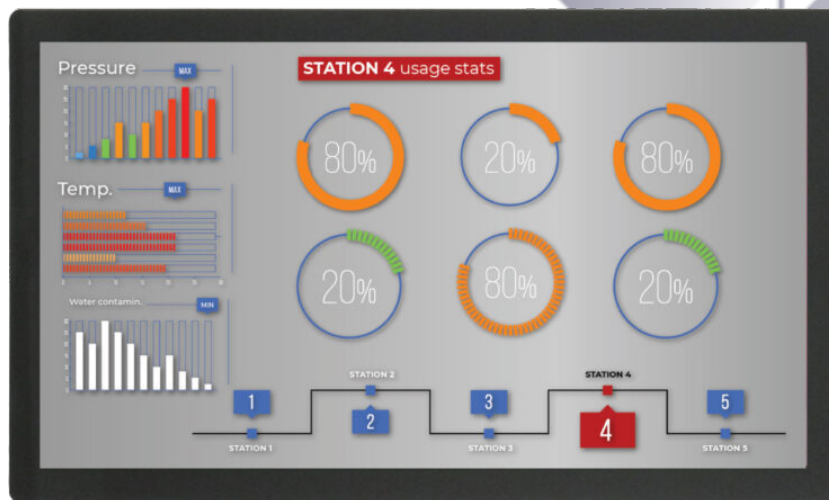 Pressure
MAX
Temp.
MAX
Water contamin.
MIN
STATION 4 usage stats
80%
20%
80%
20%
80%
20%
STATION 2
STATION 4
1
2
3
4
5
STATION 1
STATION 3
STATION 5